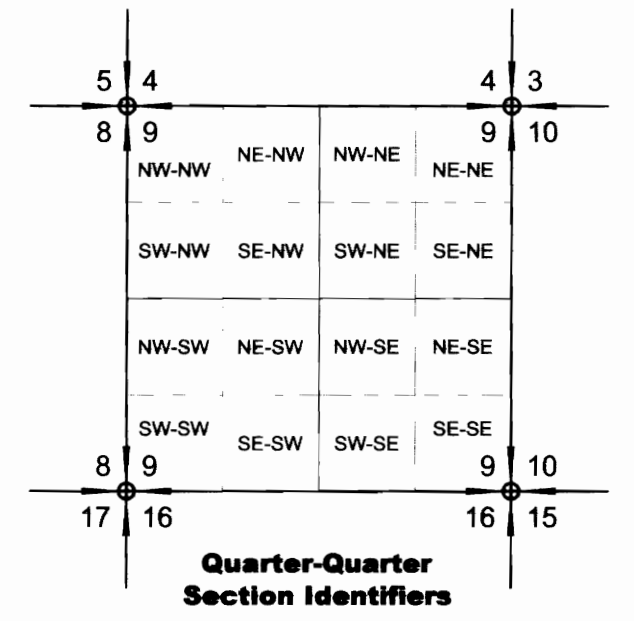 5 4 4 3
8 9 9 10
NW-NW NE-NW NW-NE NE-NE
SW-NW SE-NW SW-NE SE-NE
NW-SW NE-SW NW-SE NE-SE
SW-SW SE-SW SW-SE SE-SE
8 9 9 10
17 16 16 15
Quarter-Quarter
Section Identifiers